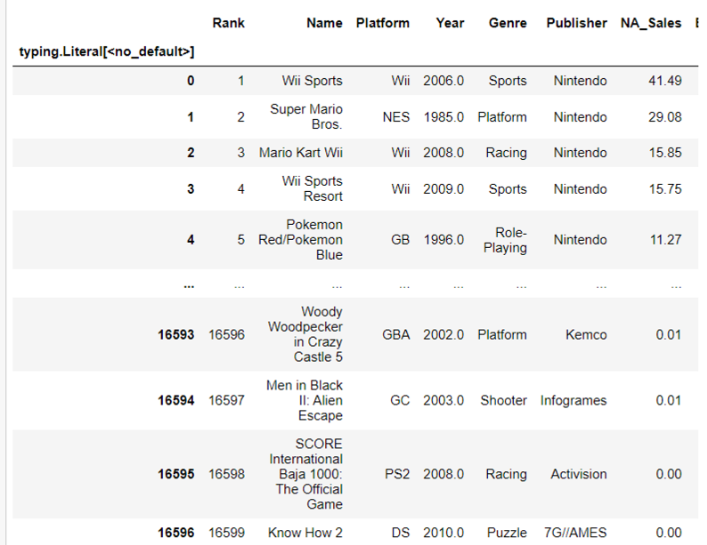 Rank Name Platform Year Genre Publisher NA_Sales
typing.Literal[<no_default>]
0 1 Wii Sports Wii 2006.0 Sports Nintendo 41.49
1 2 Super Mario Bros. NES 1985.0 Platform Nintendo 29.08
2 3 Mario Kart Wii Wii 2008.0 Racing Nintendo 15.85
3 4 Wii Sports Resort Wii 2009.0 Sports Nintendo 15.75
4 5 Pokemon Red/Pokemon Blue GB 1996.0 Role-Playing Nintendo 11.27
... ... ... ... ... ... ... ...
16593 16596 Woody Woodpecker in Crazy Castle 5 GBA 2002.0 Platform Kemco 0.01
16594 16597 Men in Black II: Alien Escape GC 2003.0 Shooter Infogrames 0.01
16595 16598 SCORE International Baja 1000: The Official Game PS2 2008.0 Racing Activision 0.00
16596 16599 Know How 2 DS 2010.0 Puzzle 7G//AMES 0.00